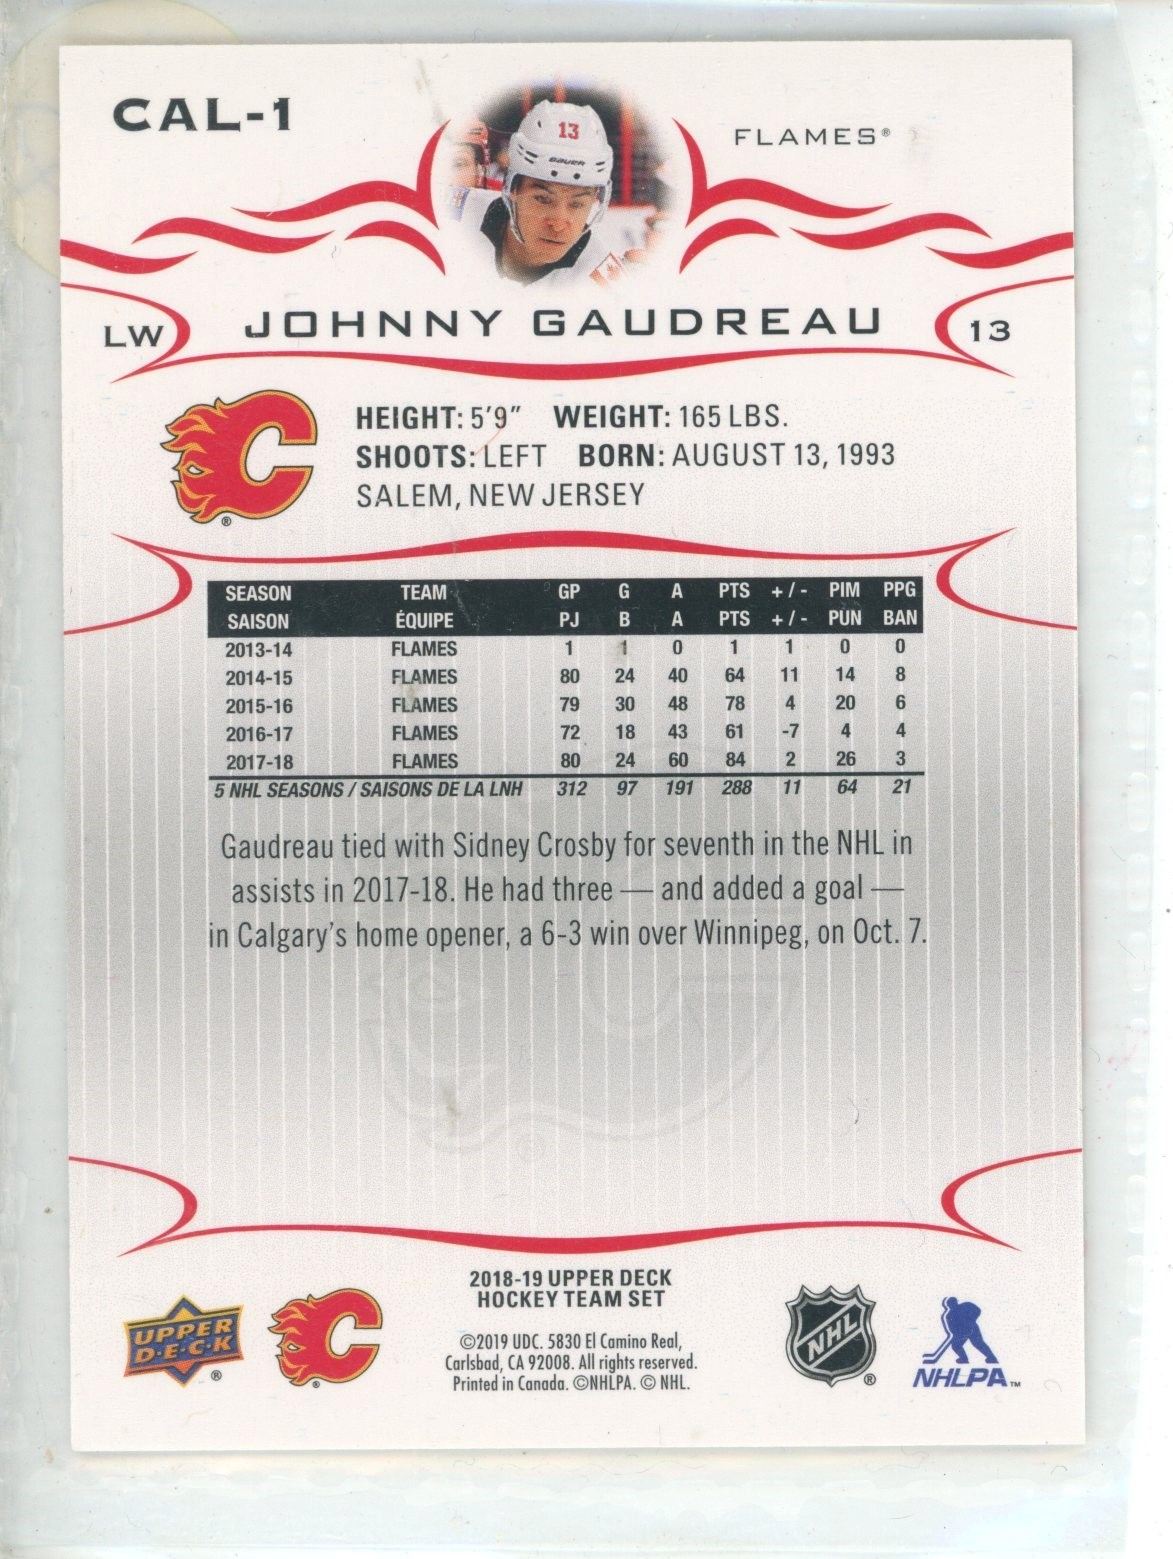 CAL-1
FLAMES®
13
BAUER
LW JOHNNY GAUDREAU 13
HEIGHT: 5'9" WEIGHT: 165 LBS.
SHOOTS: LEFT BORN: AUGUST 13, 1993
SALEM, NEW JERSEY
®
SEASON TEAM GP G A PTS +/- PIM PPG
SAISON ÉQUIPE PJ B A PTS +/- PUN BAN
2013-14 FLAMES 1 1 0 1 1 0 0
2014-15 FLAMES 80 24 40 64 11 14 8
2015-16 FLAMES 79 30 48 78 4 20 6
2016-17 FLAMES 72 18 43 61 -7 4 4
2017-18 FLAMES 80 24 60 84 2 26 3
5 NHL SEASONS / SAISONS DE LA LNH 312 97 191 288 11 64 21
Gaudreau tied with Sidney Crosby for seventh in the NHL in
assists in 2017-18. He had three — and added a goal —
in Calgary's home opener, a 6-3 win over Winnipeg, on Oct. 7.
2018-19 UPPER DECK
HOCKEY TEAM SET
©2019 UDC. 5830 El Camino Real,
Carlsbad, CA 92008. All rights reserved.
Printed in Canada. ©NHLPA. © NHL.
UPPER
D·E·C·K ®
®
NHL ®
NHLPA™